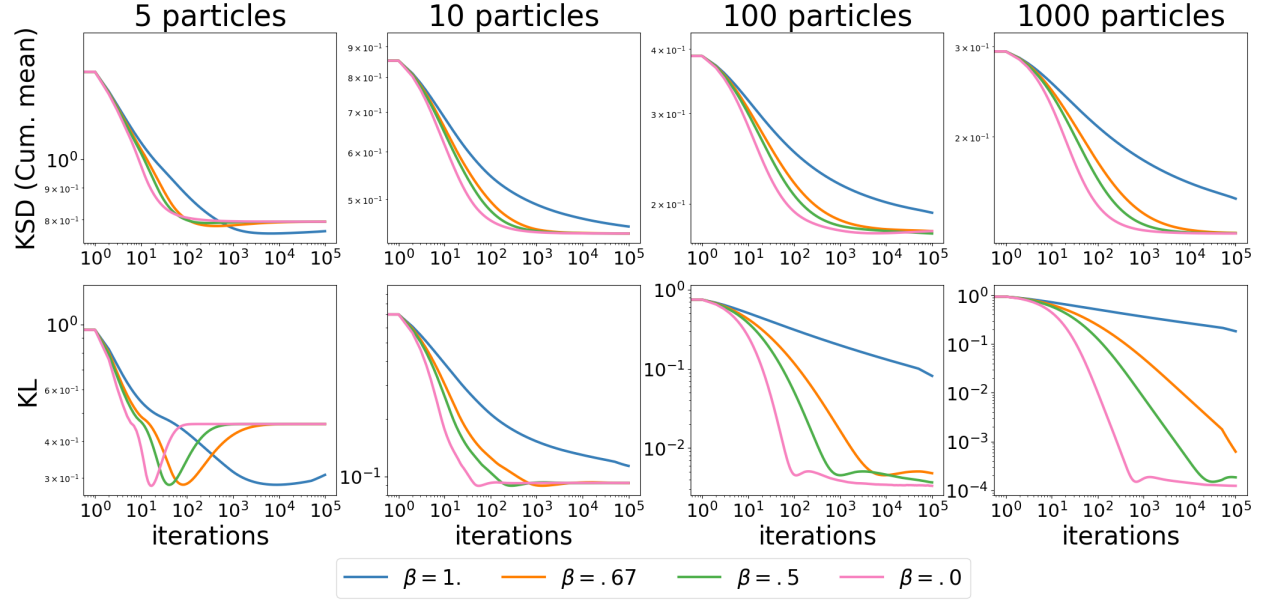 5 particles 10 particles 100 particles 1000 particles
KSD (Cum. mean)
10⁰
9 × 10⁻¹
8 × 10⁻¹
9 × 10⁻¹
8 × 10⁻¹
7 × 10⁻¹
6 × 10⁻¹
5 × 10⁻¹
4 × 10⁻¹
3 × 10⁻¹
2 × 10⁻¹
3 × 10⁻¹
2 × 10⁻¹
10⁰ 10¹ 10² 10³ 10⁴ 10⁵ 10⁰ 10¹ 10² 10³ 10⁴ 10⁵ 10⁰ 10¹ 10² 10³ 10⁴ 10⁵ 10⁰ 10¹ 10² 10³ 10⁴ 10⁵
KL
10⁰
6 × 10⁻¹
4 × 10⁻¹
3 × 10⁻¹
10⁻¹
10⁰
10⁻¹
10⁻²
10⁰
10⁻¹
10⁻²
10⁻³
10⁻⁴
10⁰ 10¹ 10² 10³ 10⁴ 10⁵ 10⁰ 10¹ 10² 10³ 10⁴ 10⁵ 10⁰ 10¹ 10² 10³ 10⁴ 10⁵ 10⁰ 10¹ 10² 10³ 10⁴ 10⁵
iterations iterations iterations iterations
β = 1. β = .67 β = .5 β = .0